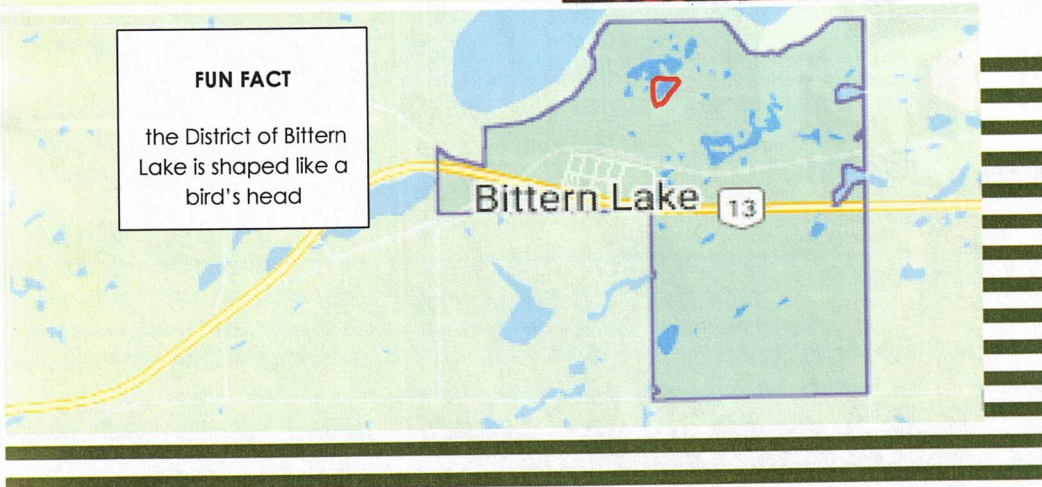 FUN FACT
the District of Bittern
Lake is shaped like a
bird's head
Bittern Lake
13